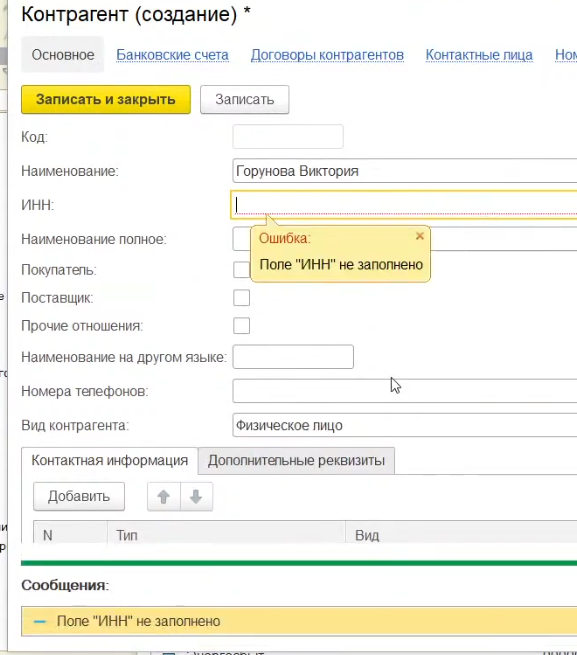 Контрагент (создание) *
Основное Банковские счета Договоры контрагентов Контактные лица
Записать и закрыть Записать
Код:
Наименование: Горунова Виктория
ИНН:
Наименование полное:
Ошибка: ×
Поле "ИНН" не заполнено
Покупатель:
Поставщик:
Прочие отношения:
Наименование на другом языке:
Номера телефонов:
Вид контрагента: Физическое лицо
Контактная информация Дополнительные реквизиты
Добавить
N Тип Вид
Сообщения:
Поле "ИНН" не заполнено